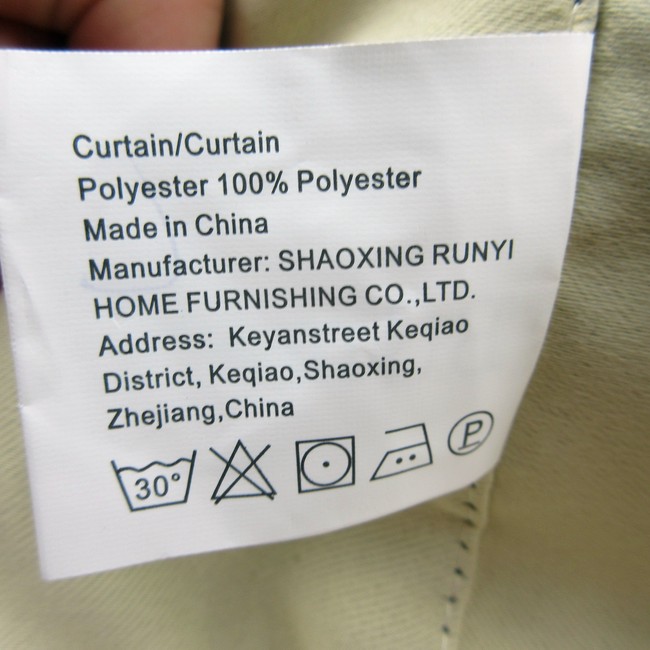 Curtain/Curtain
Polyester 100% Polyester
Made in China
Manufacturer: SHAOXING RUNYI
HOME FURNISHING CO.,LTD.
Address: Keyanstreet Keqiao
District, Keqiao,Shaoxing,
Zhejiang,China
30° P